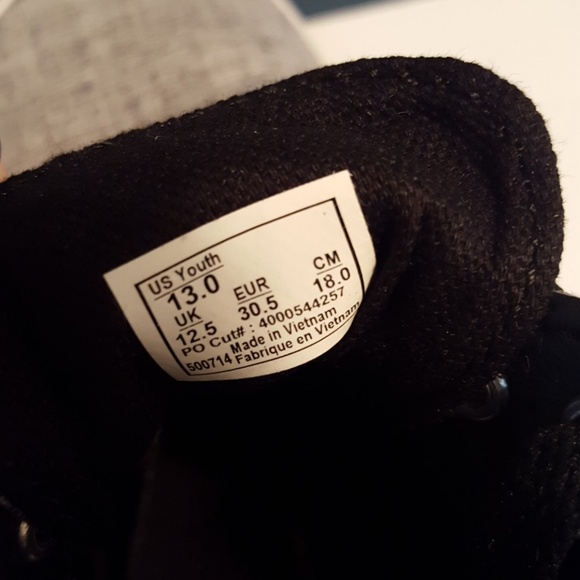 US Youth
13.0
UK EUR CM
12.5 30.5 18.0
PO Cut# : 4000544257
Made in Vietnam
500714 Fabrique en Vietnam